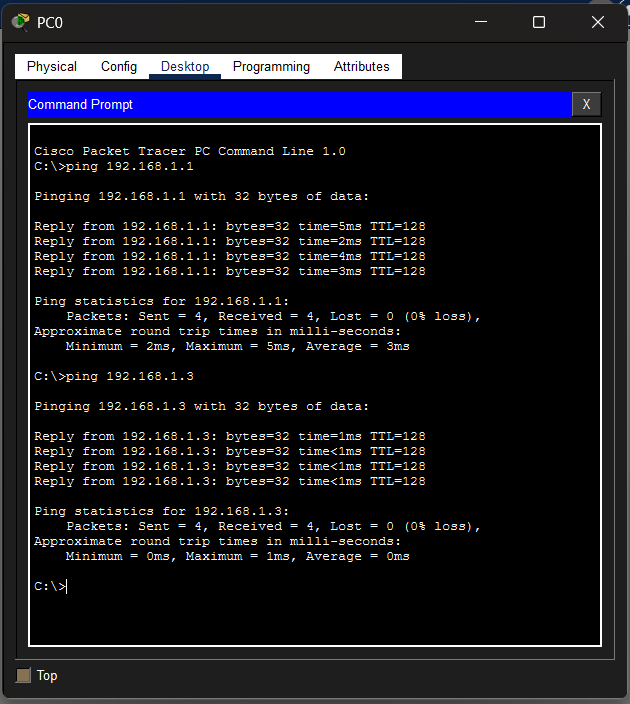 PC0
Physical Config Desktop Programming Attributes
Command Prompt
X
Cisco Packet Tracer PC Command Line 1.0
C:\>ping 192.168.1.1
Pinging 192.168.1.1 with 32 bytes of data:
Reply from 192.168.1.1: bytes=32 time=5ms TTL=128
Reply from 192.168.1.1: bytes=32 time=2ms TTL=128
Reply from 192.168.1.1: bytes=32 time=4ms TTL=128
Reply from 192.168.1.1: bytes=32 time=3ms TTL=128
Ping statistics for 192.168.1.1:
    Packets: Sent = 4, Received = 4, Lost = 0 (0% loss),
Approximate round trip times in milli-seconds:
    Minimum = 2ms, Maximum = 5ms, Average = 3ms
C:\>ping 192.168.1.3
Pinging 192.168.1.3 with 32 bytes of data:
Reply from 192.168.1.3: bytes=32 time=1ms TTL=128
Reply from 192.168.1.3: bytes=32 time<1ms TTL=128
Reply from 192.168.1.3: bytes=32 time<1ms TTL=128
Reply from 192.168.1.3: bytes=32 time<1ms TTL=128
Ping statistics for 192.168.1.3:
    Packets: Sent = 4, Received = 4, Lost = 0 (0% loss),
Approximate round trip times in milli-seconds:
    Minimum = 0ms, Maximum = 1ms, Average = 0ms
C:\>
Top